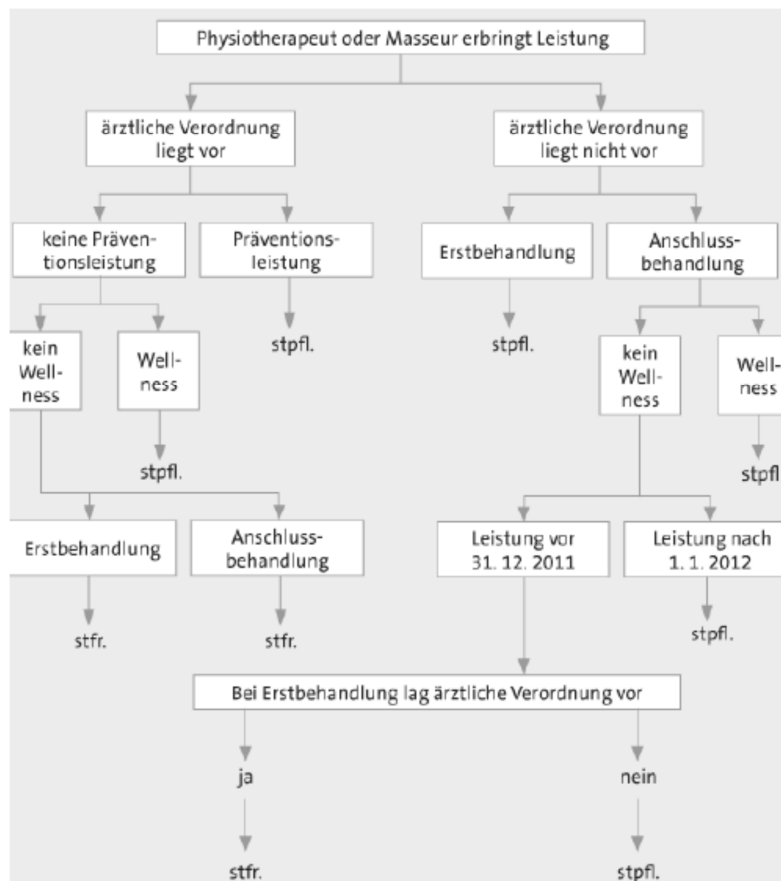 Physiotherapeut oder Masseur erbringt Leistung
ärztliche Verordnung
liegt vor
ärztliche Verordnung
liegt nicht vor
keine Präven-
tionsleistung
Präventions-
leistung
Erstbehandlung
Anschluss-
behandlung
stpfl.
stpfl.
kein
Well-
ness
Well-
ness
kein
Well-
ness
Well-
ness
stpfl.
stpfl
Erstbehandlung
Anschluss-
behandlung
Leistung vor
31. 12. 2011
Leistung nach
1. 1. 2012
stfr.
stfr.
stpfl.
Bei Erstbehandlung lag ärztliche Verordnung vor
ja
nein
stfr.
stpfl.